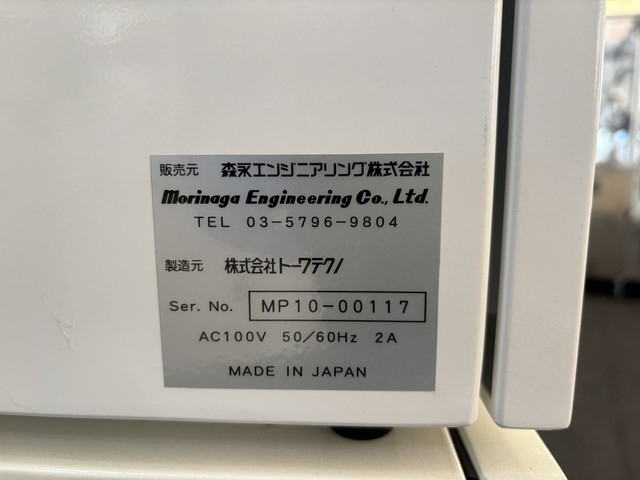 販売元 森永エンジニアリング株式会社
Morinaga Engineering Co., Ltd.
TEL 03-5796-9804
製造元 株式会社トーワテクノ
Ser. No. MP10-00117
AC100V 50/60Hz 2A
MADE IN JAPAN